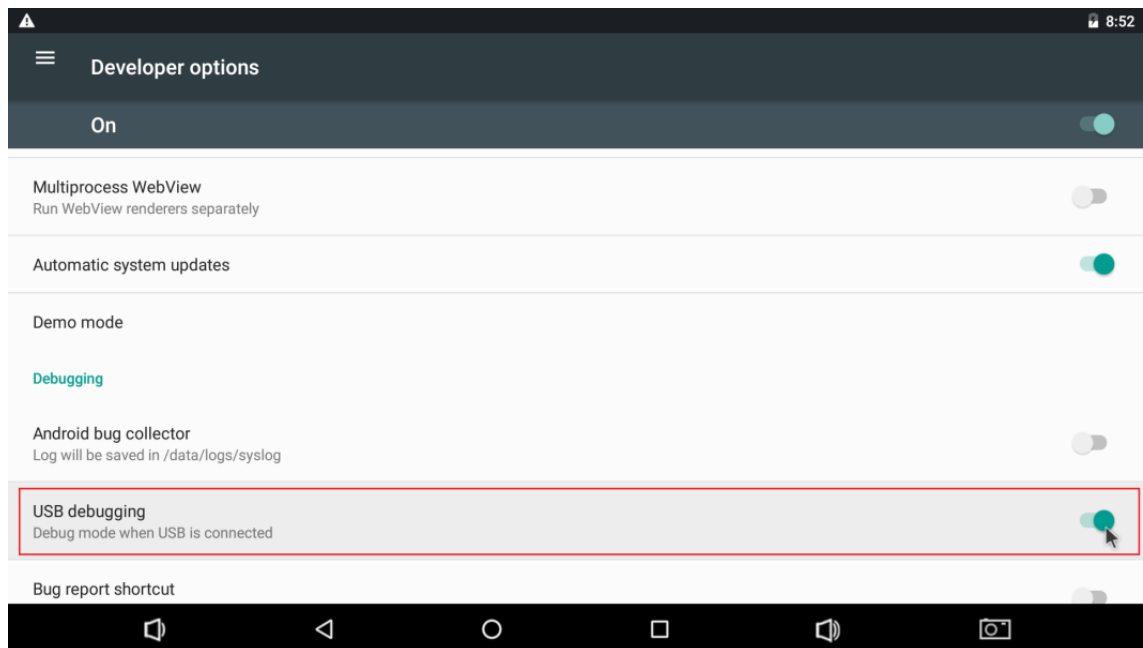 8:52
Developer options
On
Multiprocess WebView
Run WebView renderers separately
Automatic system updates
Demo mode
Debugging
Android bug collector
Log will be saved in /data/logs/syslog
USB debugging
Debug mode when USB is connected
Bug report shortcut